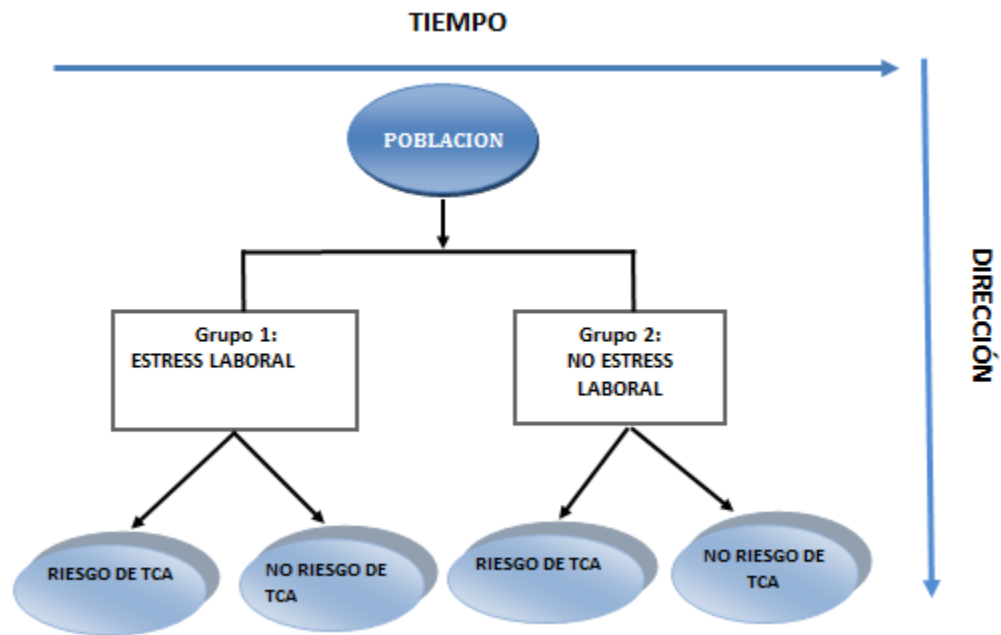 TIEMPO
POBLACION
DIRECCIÓN
Grupo 1:
ESTRESS LABORAL
Grupo 2:
NO ESTRESS
LABORAL
RIESGO DE TCA
NO RIESGO DE
TCA
RIESGO DE TCA
NO RIESGO DE
TCA